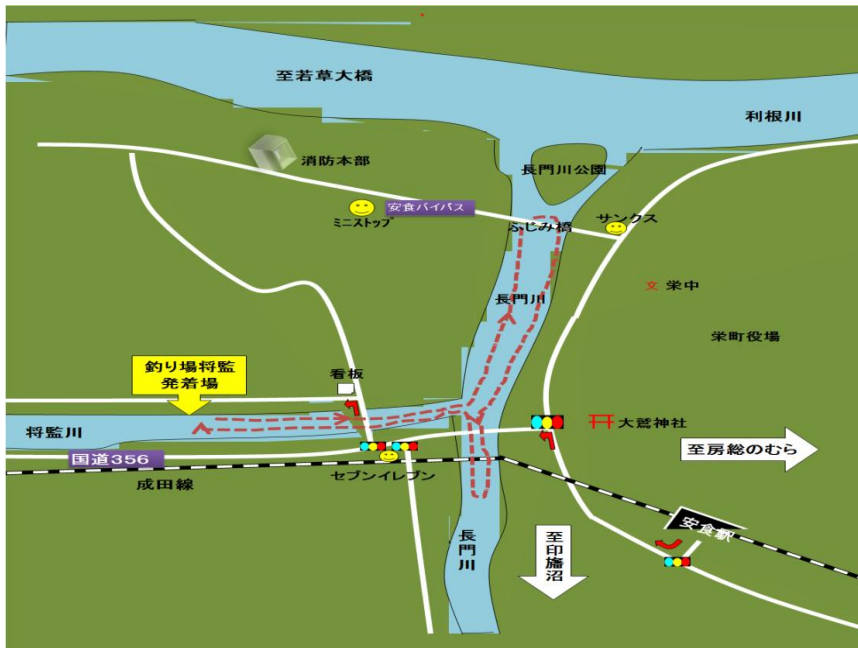 至若草大橋
利根川
消防本部
長門川公園
安食バイパス
ミニストップ
ふじみ橋
サンクス
長門川
文 栄中
栄町役場
釣り場将監
発着場
看板
将監川
大鷲神社
国道356
至房総のむら
セブンイレブン
成田線
安食駅
長門川
至印旛沼